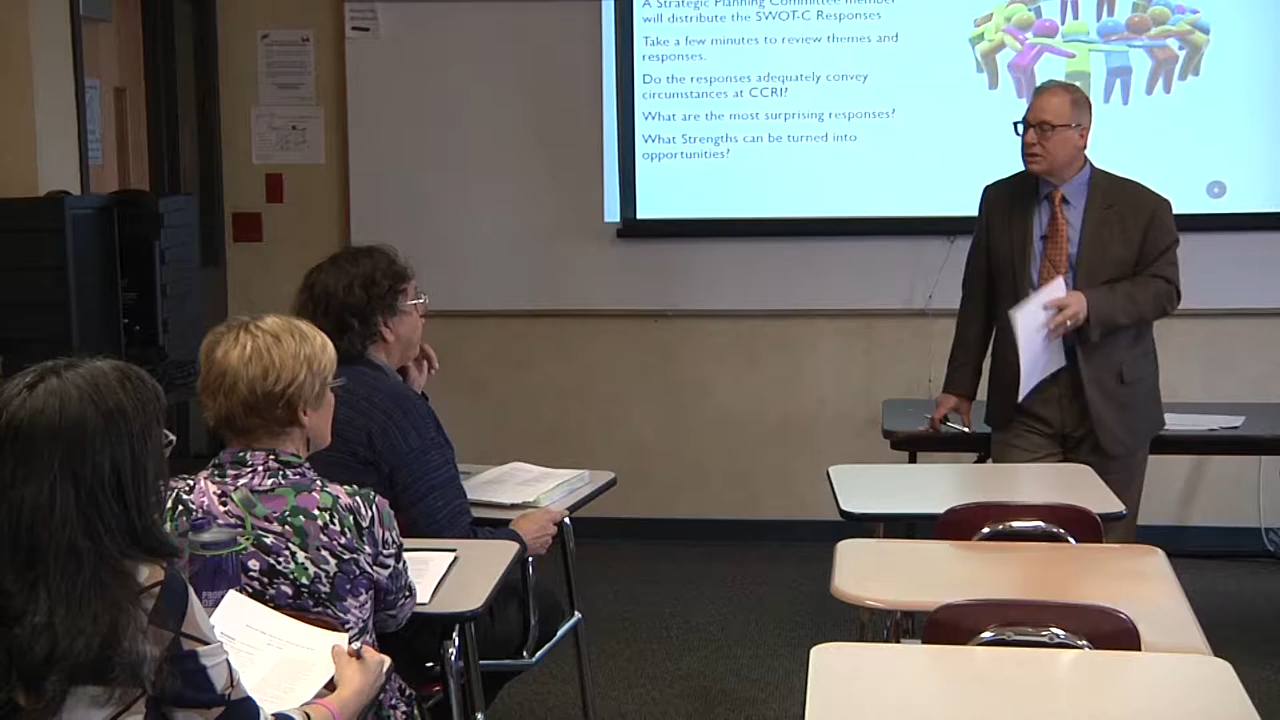 A Strategic Planning Committee member
will distribute the SWOT-C Responses
Take a few minutes to review themes and
responses.
Do the responses adequately convey
circumstances at CCRI?
What are the most surprising responses?
What Strengths can be turned into
opportunities?